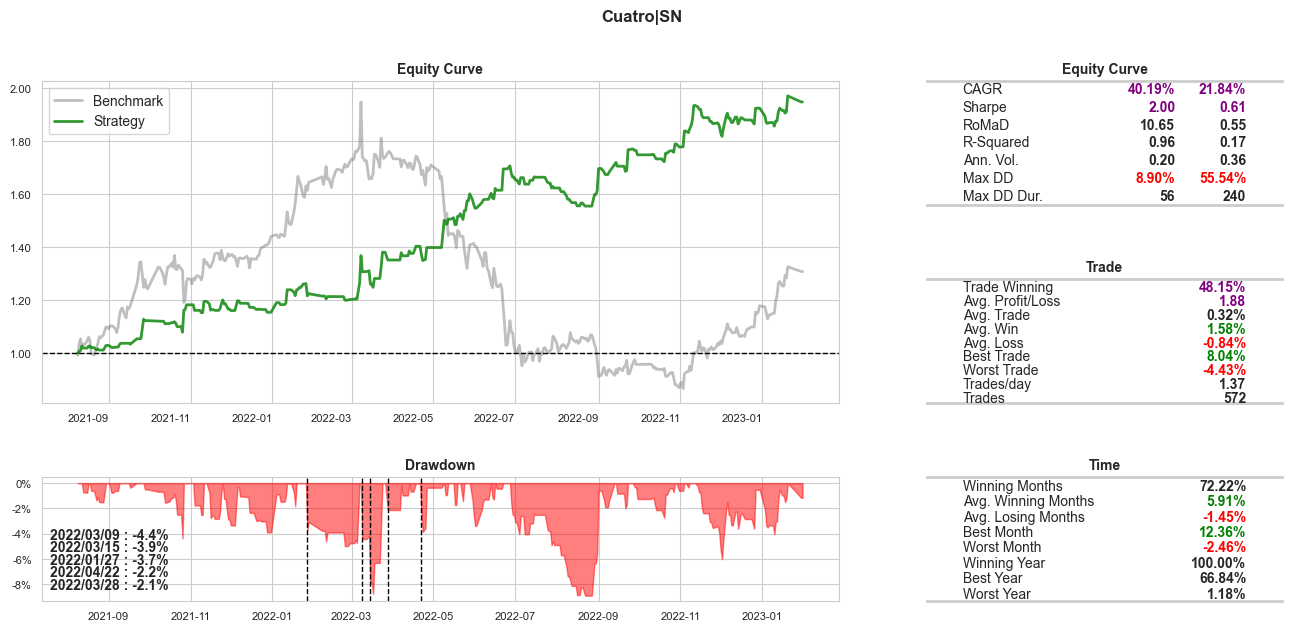 Cuatro|SN
Equity Curve
Benchmark
Strategy
2.00
1.80
1.60
1.40
1.20
1.00
2021-09 2021-11 2022-01 2022-03 2022-05 2022-07 2022-09 2022-11 2023-01
Equity Curve
CAGR 40.19% 21.84%
Sharpe 2.00 0.61
RoMaD 10.65 0.55
R-Squared 0.96 0.17
Ann. Vol. 0.20 0.36
Max DD 8.90% 55.54%
Max DD Dur. 56 240
Trade
Trade Winning 48.15%
Avg. Profit/Loss 1.88
Avg. Trade 0.32%
Avg. Win 1.58%
Avg. Loss -0.84%
Best Trade 8.04%
Worst Trade -4.43%
Trades/day 1.37
Trades 572
Drawdown
0%
-2%
-4%
-6%
-8%
2022/03/09 : -4.4%
2022/03/15 : -3.9%
2022/01/27 : -3.7%
2022/04/22 : -2.2%
2022/03/28 : -2.1%
2021-09 2021-11 2022-01 2022-03 2022-05 2022-07 2022-09 2022-11 2023-01
Time
Winning Months 72.22%
Avg. Winning Months 5.91%
Avg. Losing Months -1.45%
Best Month 12.36%
Worst Month -2.46%
Winning Year 100.00%
Best Year 66.84%
Worst Year 1.18%